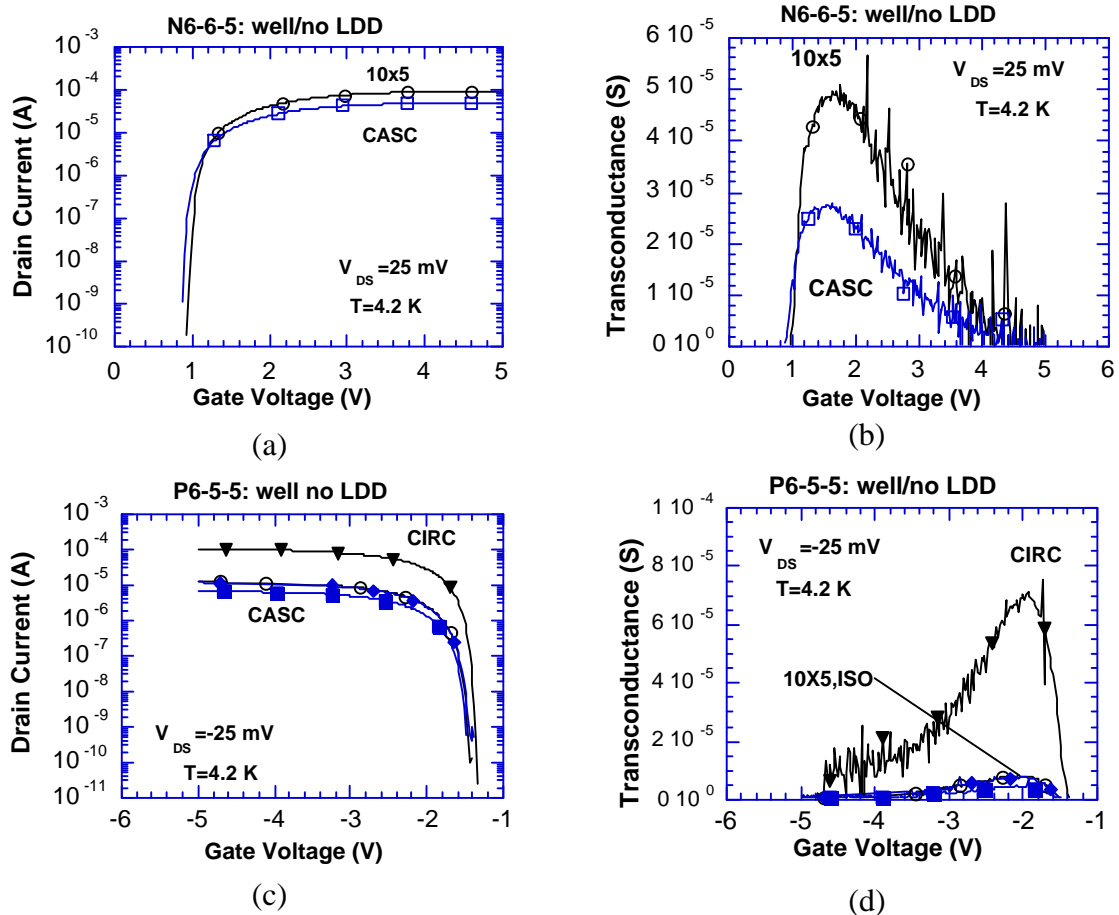 N6-6-5: well/no LDD
10^-3
10^-4
10^-5
10^-6
10^-7
10^-8
10^-9
10^-10
Drain Current (A)
10x5
CASC
V DS =25 mV
T=4.2 K
0 1 2 3 4 5
Gate Voltage (V)
(a)
N6-6-5: well/no LDD
6 10^-5
5 10^-5
4 10^-5
3 10^-5
2 10^-5
1 10^-5
0 10^0
Transconductance (S)
10x5
V DS =25 mV
T=4.2 K
CASC
0 1 2 3 4 5 6
Gate Voltage (V)
(b)
P6-5-5: well no LDD
10^-3
10^-4
10^-5
10^-6
10^-7
10^-8
10^-9
10^-10
10^-11
Drain Current (A)
CIRC
CASC
V DS =-25 mV
T=4.2 K
-6 -5 -4 -3 -2 -1
Gate Voltage (V)
(c)
P6-5-5: well/no LDD
1 10^-4
8 10^-5
6 10^-5
4 10^-5
2 10^-5
0 10^0
Transconductance (S)
V DS =-25 mV
T=4.2 K
CIRC
10X5,ISO
-6 -5 -4 -3 -2 -1
Gate Voltage (V)
(d)